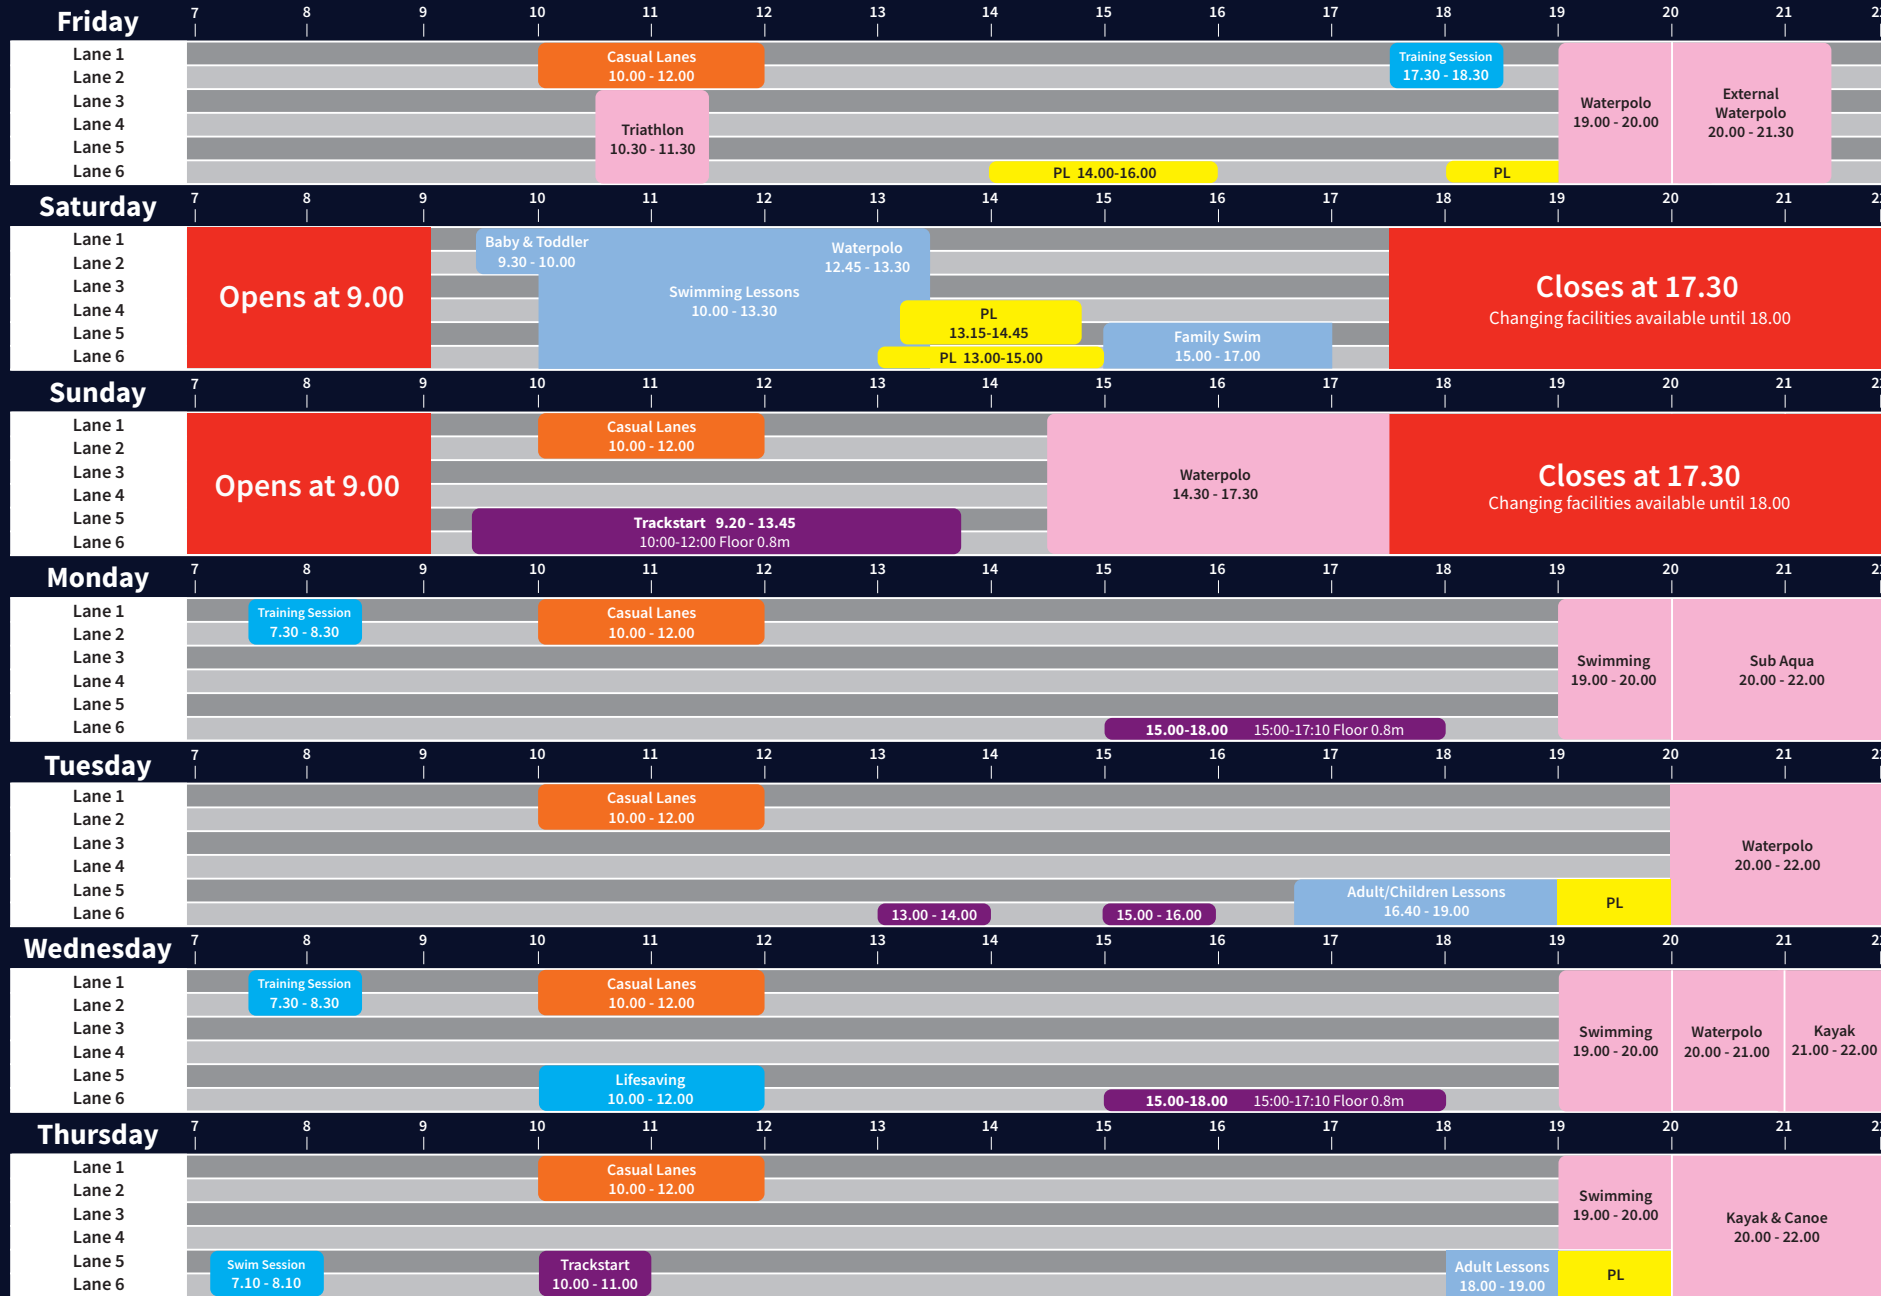 Friday 7 8 9 10 11 12 13 14 15 16 17 18 19 20 21
Lane 1
Lane 2
Lane 3
Lane 4
Lane 5
Lane 6
Casual Lanes
10.00 - 12.00
Triathlon
10.30 - 11.30
PL 14.00-16.00
Training Session
17.30 - 18.30
PL
Waterpolo
19.00 - 20.00
External
Waterpolo
20.00 - 21.30
Saturday 7 8 9 10 11 12 13 14 15 16 17 18 19 20 21
Lane 1
Lane 2
Lane 3
Lane 4
Lane 5
Lane 6
Opens at 9.00
Baby & Toddler
9.30 - 10.00
Swimming Lessons
10.00 - 13.30
Waterpolo
12.45 - 13.30
PL
13.15-14.45
PL 13.00-15.00
Family Swim
15.00 - 17.00
Closes at 17.30
Changing facilities available until 18.00
Sunday 7 8 9 10 11 12 13 14 15 16 17 18 19 20 21
Lane 1
Lane 2
Lane 3
Lane 4
Lane 5
Lane 6
Opens at 9.00
Casual Lanes
10.00 - 12.00
Trackstart 9.20 - 13.45
10:00-12:00 Floor 0.8m
Waterpolo
14.30 - 17.30
Closes at 17.30
Changing facilities available until 18.00
Monday 7 8 9 10 11 12 13 14 15 16 17 18 19 20 21
Lane 1
Lane 2
Lane 3
Lane 4
Lane 5
Lane 6
Training Session
7.30 - 8.30
Casual Lanes
10.00 - 12.00
15.00-18.00 15:00-17:10 Floor 0.8m
Swimming
19.00 - 20.00
Sub Aqua
20.00 - 22.00
Tuesday 7 8 9 10 11 12 13 14 15 16 17 18 19 20 21
Lane 1
Lane 2
Lane 3
Lane 4
Lane 5
Lane 6
Casual Lanes
10.00 - 12.00
13.00 - 14.00
15.00 - 16.00
Adult/Children Lessons
16.40 - 19.00
PL
Waterpolo
20.00 - 22.00
Wednesday 7 8 9 10 11 12 13 14 15 16 17 18 19 20 21
Lane 1
Lane 2
Lane 3
Lane 4
Lane 5
Lane 6
Training Session
7.30 - 8.30
Casual Lanes
10.00 - 12.00
Lifesaving
10.00 - 12.00
15.00-18.00 15:00-17:10 Floor 0.8m
Swimming
19.00 - 20.00
Waterpolo
20.00 - 21.00
Kayak
21.00 - 22.00
Thursday 7 8 9 10 11 12 13 14 15 16 17 18 19 20 21
Lane 1
Lane 2
Lane 3
Lane 4
Lane 5
Lane 6
Swim Session
7.10 - 8.10
Casual Lanes
10.00 - 12.00
Trackstart
10.00 - 11.00
Adult Lessons
18.00 - 19.00
Swimming
19.00 - 20.00
PL
Kayak & Canoe
20.00 - 22.00